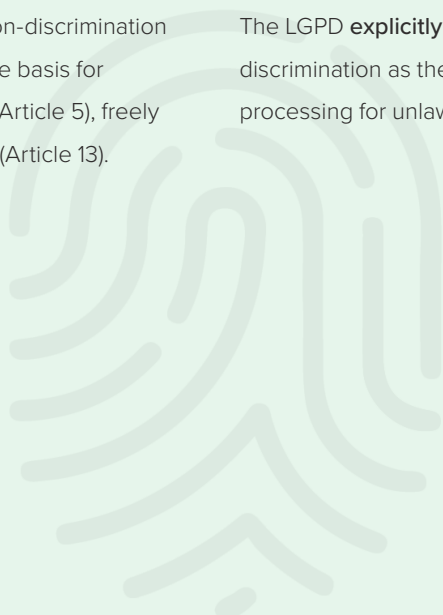 on-discrimination
e basis for
Article 5), freely
(Article 13).
The LGPD explicitly
discrimination as the
processing for unlaw